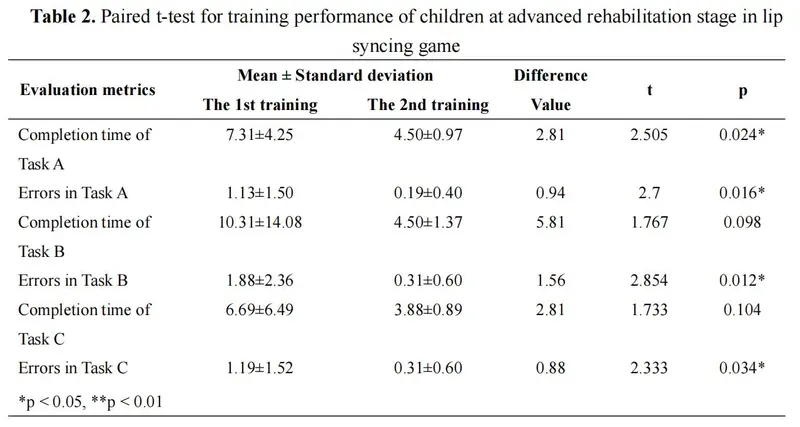 Table 2. Paired t-test for training performance of children at advanced rehabilitation stage in lip
syncing game
Evaluation metrics Mean ± Standard deviation Difference Value t p
The 1st training The 2nd training
Completion time of Task A 7.31±4.25 4.50±0.97 2.81 2.505 0.024*
Errors in Task A 1.13±1.50 0.19±0.40 0.94 2.7 0.016*
Completion time of Task B 10.31±14.08 4.50±1.37 5.81 1.767 0.098
Errors in Task B 1.88±2.36 0.31±0.60 1.56 2.854 0.012*
Completion time of Task C 6.69±6.49 3.88±0.89 2.81 1.733 0.104
Errors in Task C 1.19±1.52 0.31±0.60 0.88 2.333 0.034*
*p < 0.05, **p < 0.01